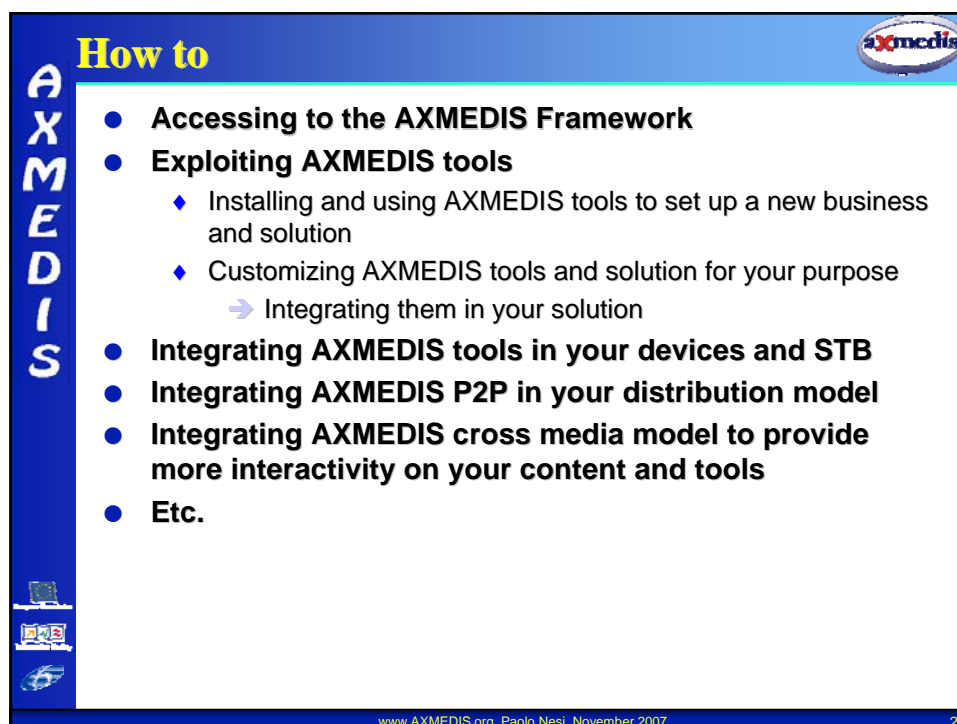 How to
axmedis
AXMEDIS
Accessing to the AXMEDIS Framework
Exploiting AXMEDIS tools
Installing and using AXMEDIS tools to set up a new business
and solution
Customizing AXMEDIS tools and solution for your purpose
Integrating them in your solution
Integrating AXMEDIS tools in your devices and STB
Integrating AXMEDIS P2P in your distribution model
Integrating AXMEDIS cross media model to provide
more interactivity on your content and tools
Etc.
www.AXMEDIS.org, Paolo Nesi, November 2007
2